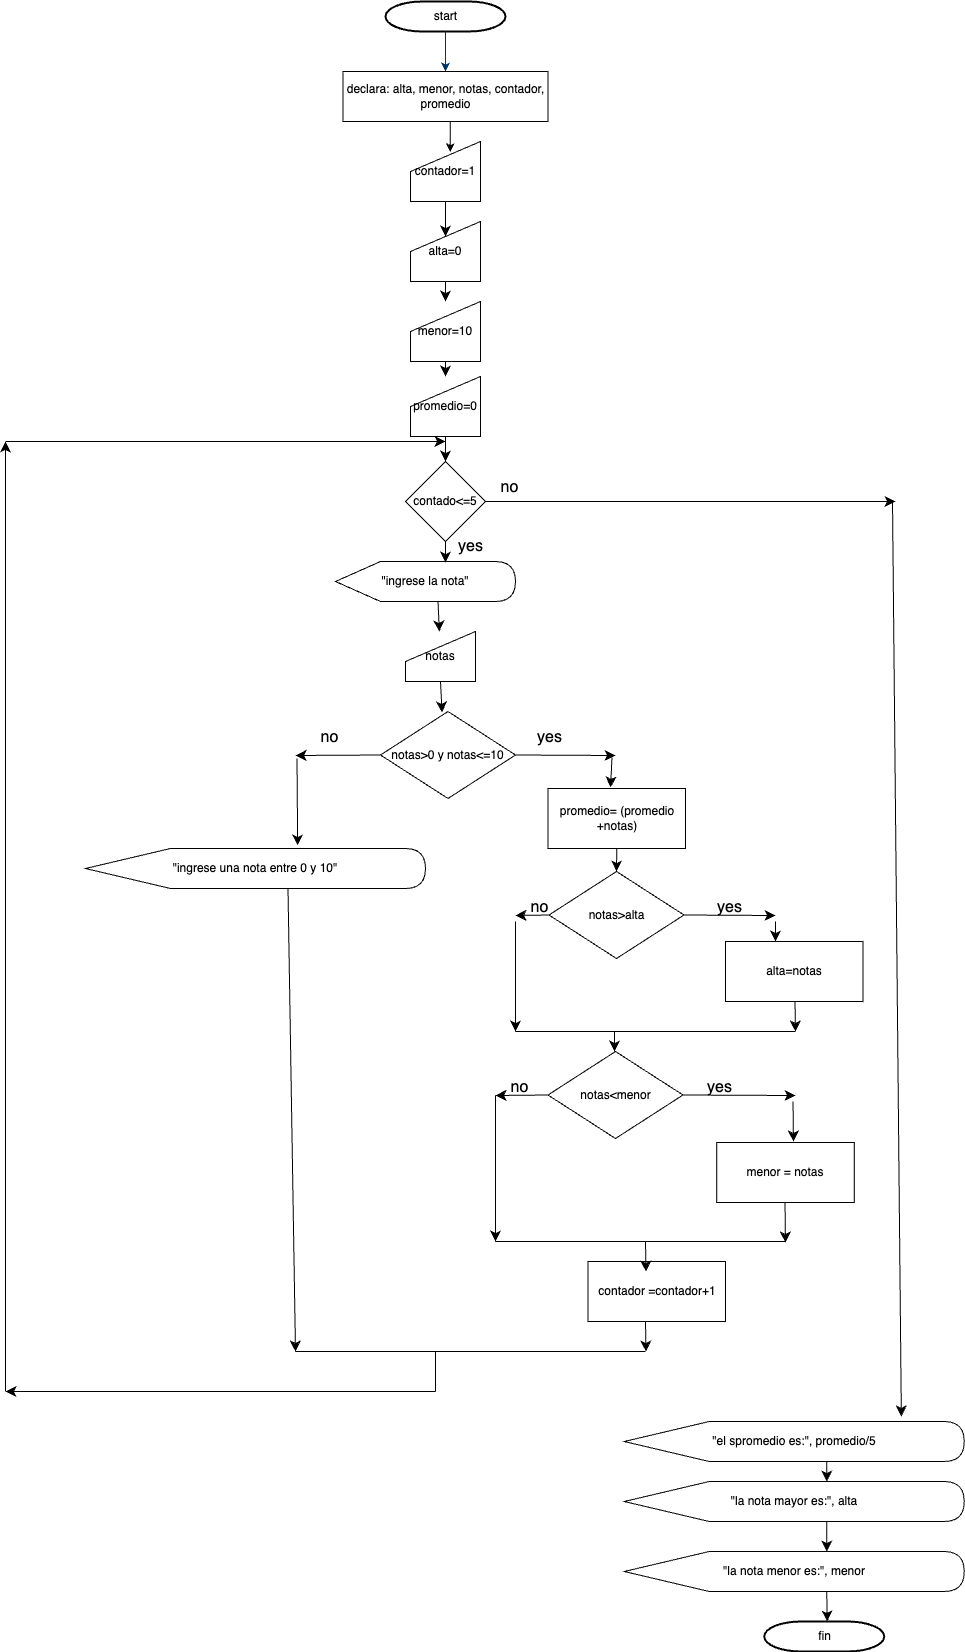 start
declara: alta, menor, notas, contador,
promedio
contador=1
alta=0
menor=10
promedio=0
contado<=5
no
yes
"ingrese la nota"
notas
no
notas>0 y notas<=10
yes
promedio= (promedio
+notas)
"ingrese una nota entre 0 y 10"
no
notas>alta
yes
alta=notas
no
notas<menor
yes
menor = notas
contador =contador+1
"el spromedio es:", promedio/5
"la nota mayor es:", alta
"la nota menor es:", menor
fin